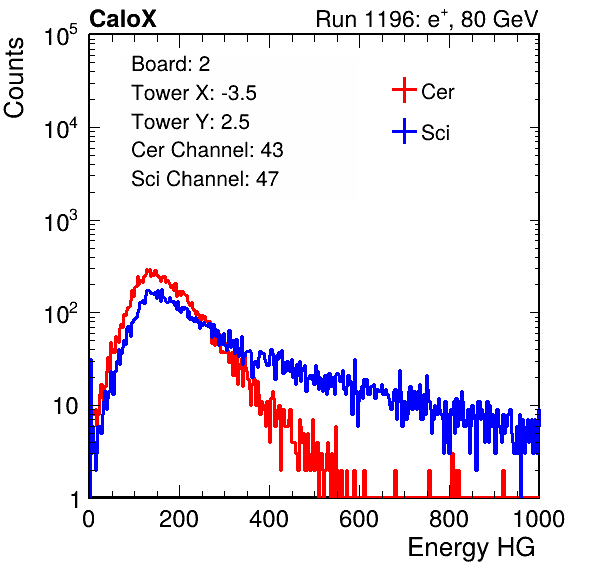 CaloX
Run 1196: e+, 80 GeV
Counts
10^5
10^4
10^3
10^2
10
1
Board: 2
Tower X: -3.5
Tower Y: 2.5
Cer Channel: 43
Sci Channel: 47
Cer
Sci
0 200 400 600 800 1000
Energy HG